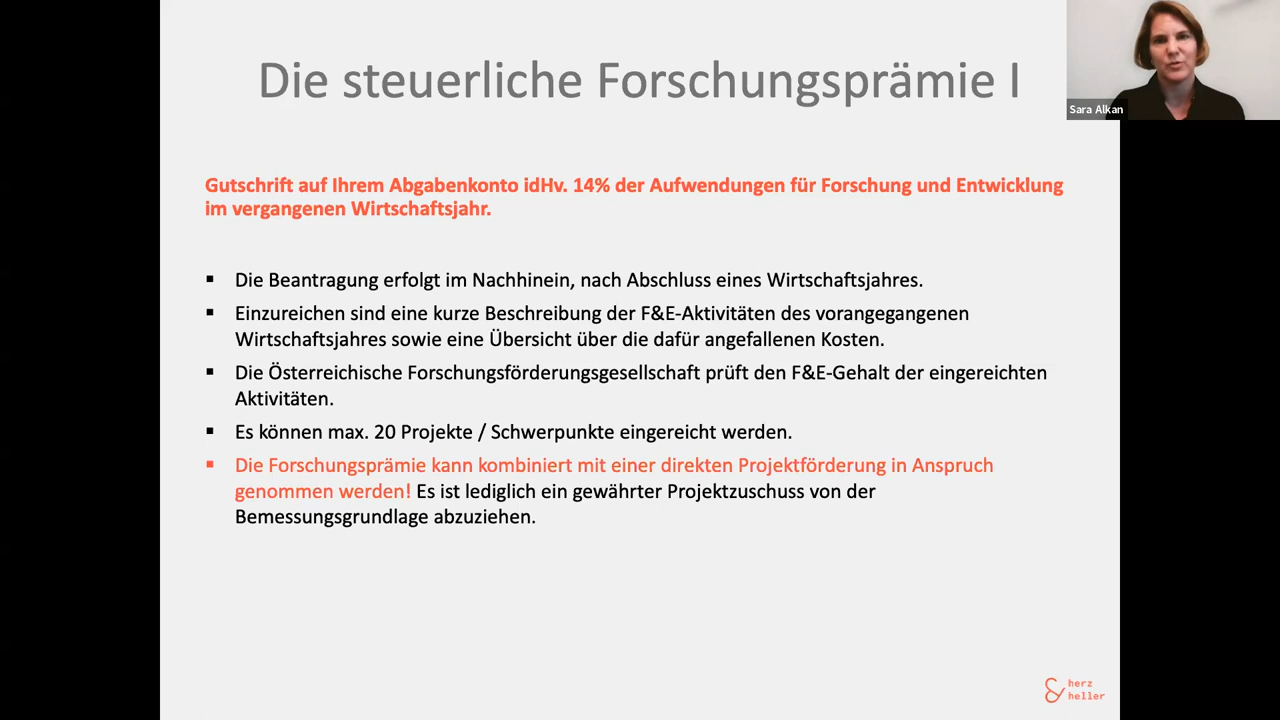 Die steuerliche Forschungsprämie I
Sara Alkan
Gutschrift auf Ihrem Abgabenkonto idHv. 14% der Aufwendungen für Forschung und Entwicklung
im vergangenen Wirtschaftsjahr.
▪ Die Beantragung erfolgt im Nachhinein, nach Abschluss eines Wirtschaftsjahres.
▪ Einzureichen sind eine kurze Beschreibung der F&E-Aktivitäten des vorangegangenen
Wirtschaftsjahres sowie eine Übersicht über die dafür angefallenen Kosten.
▪ Die Österreichische Forschungsförderungsgesellschaft prüft den F&E-Gehalt der eingereichten
Aktivitäten.
▪ Es können max. 20 Projekte / Schwerpunkte eingereicht werden.
▪ Die Forschungsprämie kann kombiniert mit einer direkten Projektförderung in Anspruch
genommen werden! Es ist lediglich ein gewährter Projektzuschuss von der
Bemessungsgrundlage abzuziehen.
& herz
heller